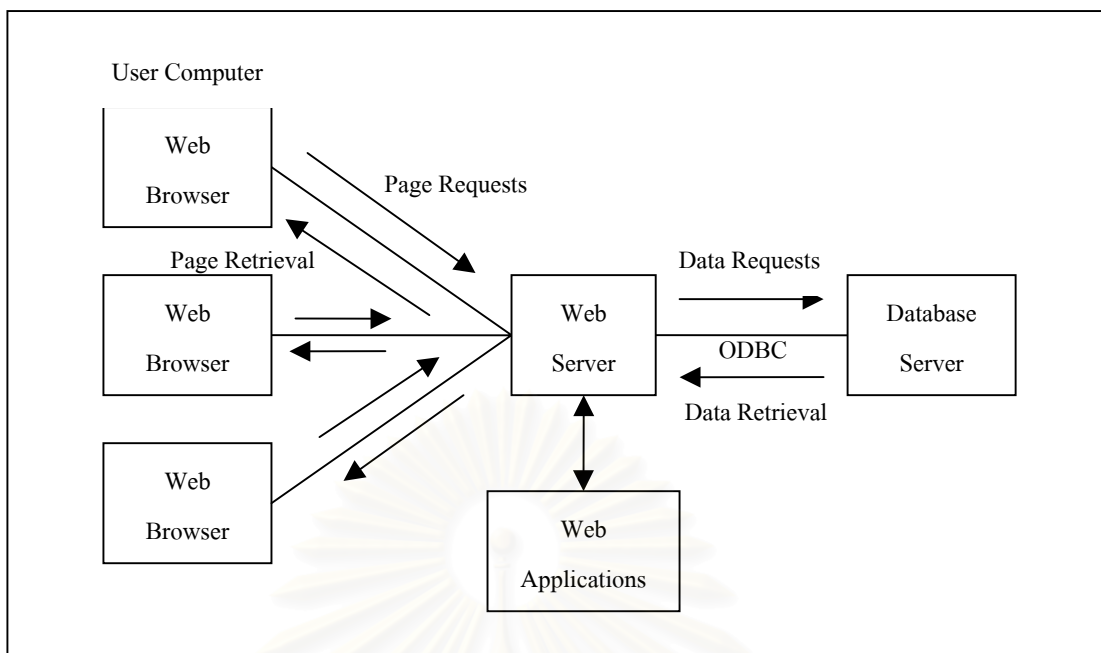 User Computer
Web
Browser
Page Requests
Page Retrieval
Web
Browser
Web
Browser
Web
Server
Data Requests
ODBC
Data Retrieval
Database
Server
Web
Applications